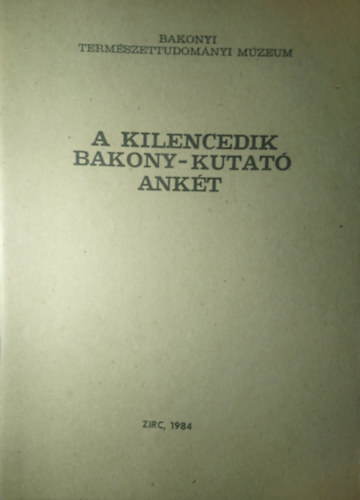 BAKONYI
TERMÉSZETTUDOMÁNYI MÚZEUM
A KILENCEDIK
BAKONY-KUTATÓ
ANKÉT
ZIRC, 1984